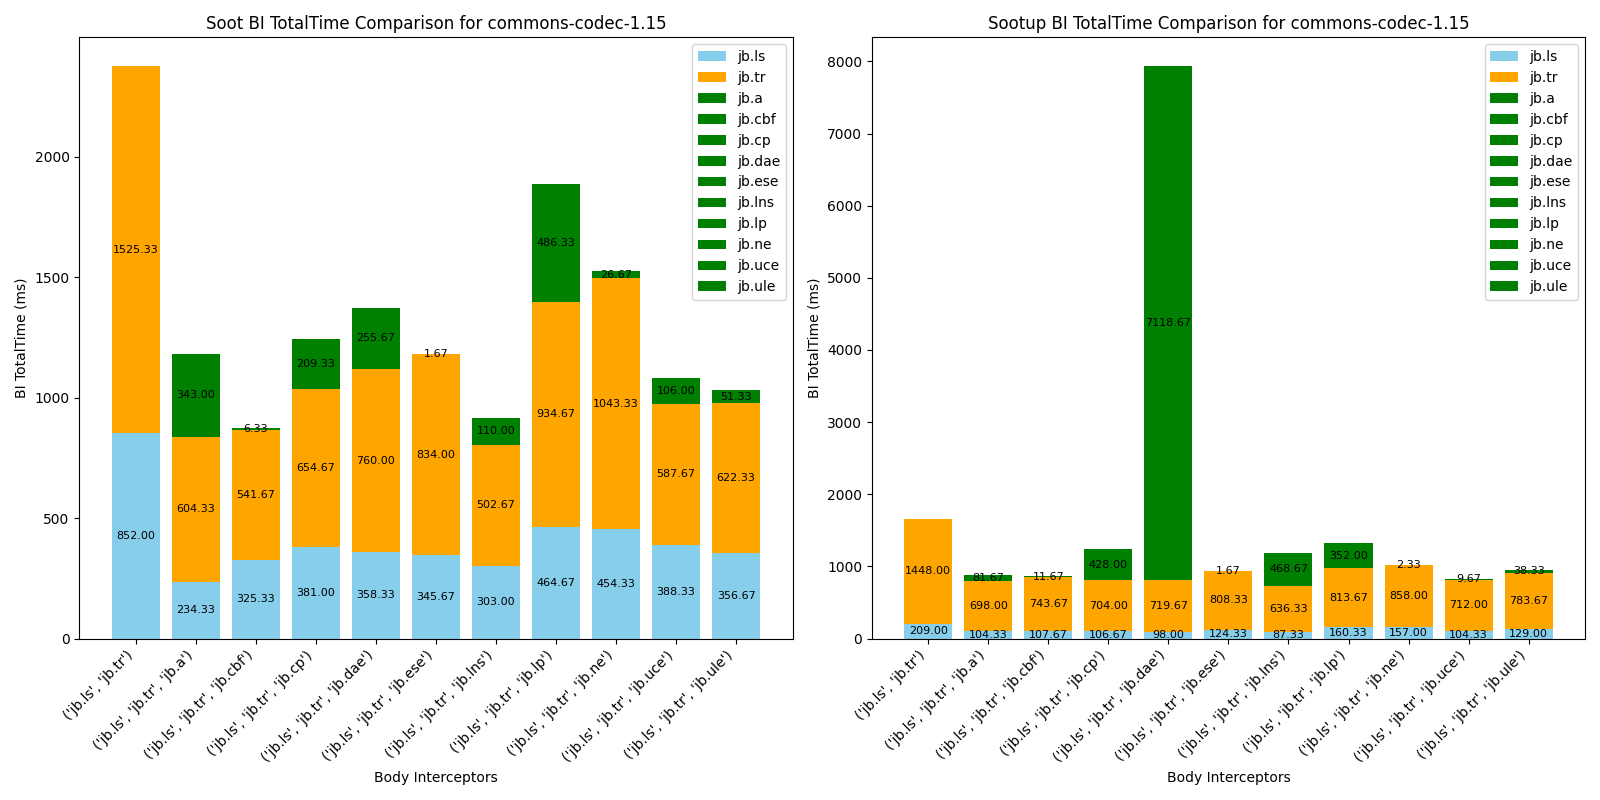 Soot BI TotalTime Comparison for commons-codec-1.15
BI TotalTime (ms)
2000
1500
1000
500
0
jb.ls
jb.tr
jb.a
jb.cbf
jb.cp
jb.dae
jb.ese
jb.lns
jb.lp
jb.ne
jb.uce
jb.ule
1525.33
852.00
343.00
604.33
234.33
6.33
541.67
325.33
209.33
654.67
381.00
255.67
760.00
358.33
1.67
834.00
345.67
110.00
502.67
303.00
486.33
934.67
464.67
26.67
1043.33
454.33
106.00
587.67
388.33
51.33
622.33
356.67
('jb.ls', 'jb.tr')
('jb.ls', 'jb.tr', 'jb.a')
('jb.ls', 'jb.tr', 'jb.cbf')
('jb.ls', 'jb.tr', 'jb.cp')
('jb.ls', 'jb.tr', 'jb.dae')
('jb.ls', 'jb.tr', 'jb.ese')
('jb.ls', 'jb.tr', 'jb.lns')
('jb.ls', 'jb.tr', 'jb.lp')
('jb.ls', 'jb.tr', 'jb.ne')
('jb.ls', 'jb.tr', 'jb.uce')
('jb.ls', 'jb.tr', 'jb.ule')
Body Interceptors
Sootup BI TotalTime Comparison for commons-codec-1.15
BI TotalTime (ms)
8000
7000
6000
5000
4000
3000
2000
1000
0
jb.ls
jb.tr
jb.a
jb.cbf
jb.cp
jb.dae
jb.ese
jb.lns
jb.lp
jb.ne
jb.uce
jb.ule
1448.00
209.00
81.67
698.00
104.33
11.67
743.67
107.67
428.00
704.00
106.67
7118.67
719.67
98.00
1.67
808.33
124.33
468.67
636.33
87.33
352.00
813.67
160.33
2.33
858.00
157.00
9.67
712.00
104.33
38.33
783.67
129.00
('jb.ls', 'jb.tr')
('jb.ls', 'jb.tr', 'jb.a')
('jb.ls', 'jb.tr', 'jb.cbf')
('jb.ls', 'jb.tr', 'jb.cp')
('jb.ls', 'jb.tr', 'jb.dae')
('jb.ls', 'jb.tr', 'jb.ese')
('jb.ls', 'jb.tr', 'jb.lns')
('jb.ls', 'jb.tr', 'jb.lp')
('jb.ls', 'jb.tr', 'jb.ne')
('jb.ls', 'jb.tr', 'jb.uce')
('jb.ls', 'jb.tr', 'jb.ule')
Body Interceptors